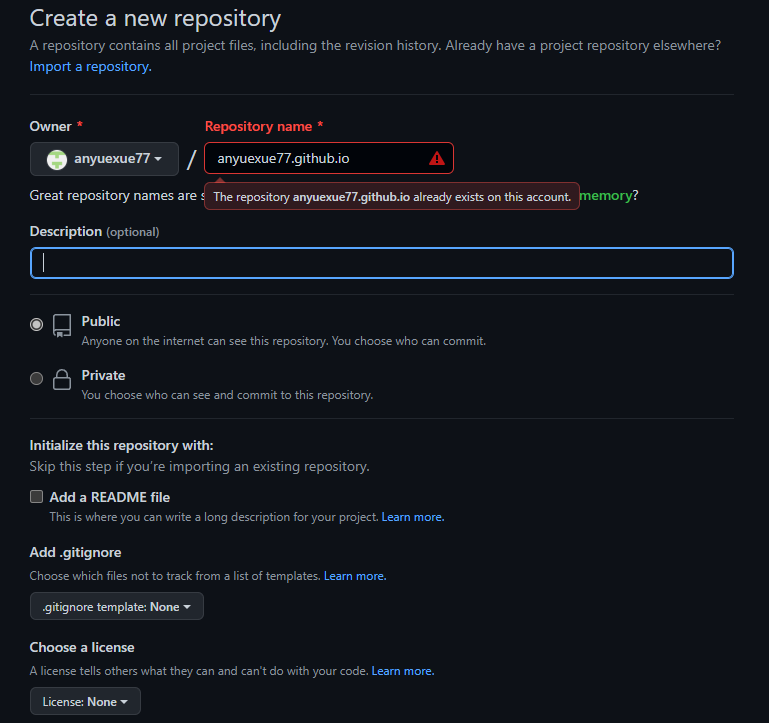 Create a new repository
A repository contains all project files, including the revision history. Already have a project repository elsewhere?
Import a repository.
Owner * Repository name *
anyuexue77 / anyuexue77.github.io
Great repository names are s
The repository anyuexue77.github.io already exists on this account.
memory?
Description (optional)
Public
Anyone on the internet can see this repository. You choose who can commit.
Private
You choose who can see and commit to this repository.
Initialize this repository with:
Skip this step if you're importing an existing repository.
Add a README file
This is where you can write a long description for your project. Learn more.
Add .gitignore
Choose which files not to track from a list of templates. Learn more.
.gitignore template: None
Choose a license
A license tells others what they can and can't do with your code. Learn more.
License: None